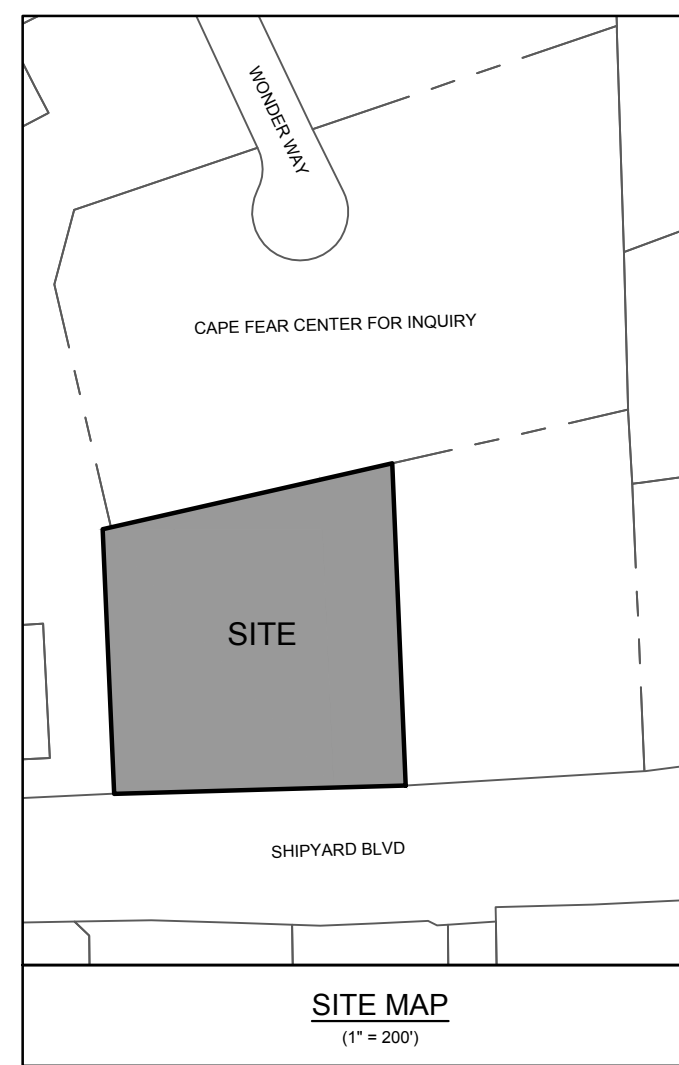 WONDER WAY
CAPE FEAR CENTER FOR INQUIRY
SITE
SHIPYARD BLVD
SITE MAP
(1" = 200')